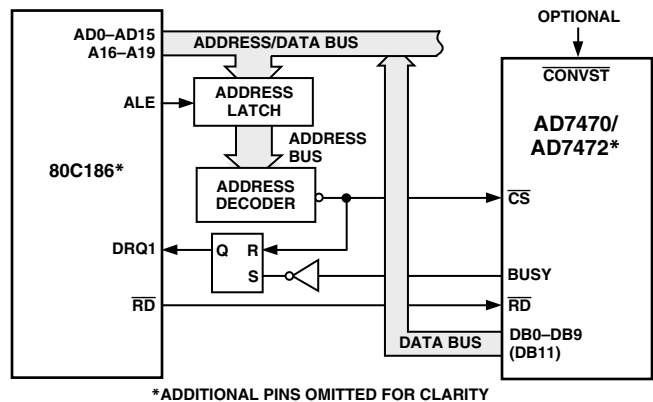 OPTIONAL
AD0–AD15
A16–A19
ADDRESS/DATA BUS
CONVST
ALE
ADDRESS
LATCH
AD7470/
AD7472*
ADDRESS
BUS
80C186*
ADDRESS
DECODER
CS
DRQ1
Q R
S
BUSY
RD
RD
DATA BUS
DB0–DB9
(DB11)
*ADDITIONAL PINS OMITTED FOR CLARITY